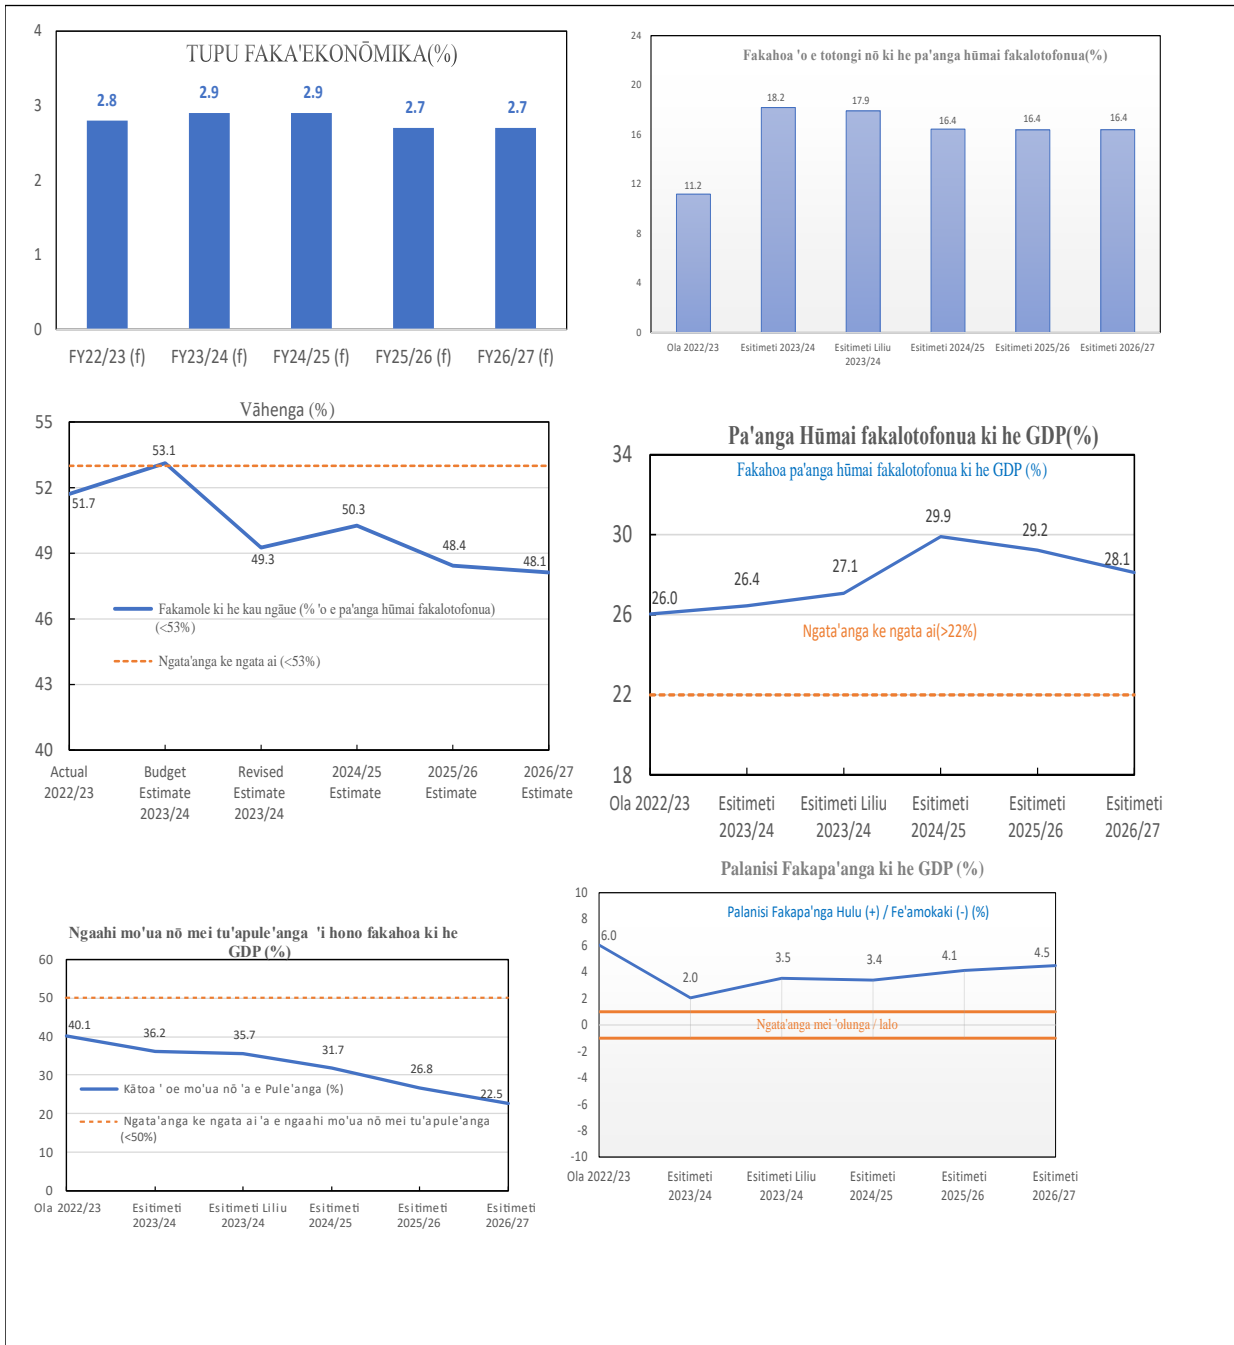 TUPU FAKA'EKONŌMIKA(%)
4
3
2
1
0
2.8
2.9
2.9
2.7
2.7
FY22/23 (f)
FY23/24 (f)
FY24/25 (f)
FY25/26 (f)
FY26/27 (f)
Fakahoa 'o e totongi nō ki he pa'anga hūmai fakalotofonua(%)
24
20
16
12
8
4
0
11.2
18.2
17.9
16.4
16.4
16.4
Ola 2022/23
Esitimeti 2023/24
Esitimeti Liliu
2023/24
Esitimeti 2024/25
Esitimeti 2025/26
Esitimeti 2026/27
Vāhenga (%)
55
52
49
46
43
40
51.7
53.1
49.3
50.3
48.4
48.1
Fakamole ki he kau ngāue (% 'o e pa'anga hūmai fakalotofonua)
(<53%)
Ngata'anga ke ngata ai (<53%)
Actual
2022/23
Budget
Estimate
2023/24
Revised
Estimate
2023/24
2024/25
Estimate
2025/26
Estimate
2026/27
Estimate
Pa'anga Hūmai fakalotofonua ki he GDP(%)
Fakahoa pa'anga hūmai fakalotofonua ki he GDP (%)
34
30
26
22
18
26.0
26.4
27.1
29.9
29.2
28.1
Ngata'anga ke ngata ai(>22%)
Ola 2022/23
Esitimeti
2023/24
Esitimeti Liliu
2023/24
Esitimeti
2024/25
Esitimeti
2025/26
Esitimeti
2026/27
Ngaahi mo'ua nō mei tu'apule'anga 'i hono fakahoa ki he
GDP (%)
60
50
40
30
20
10
0
40.1
36.2
35.7
31.7
26.8
22.5
Kātoa ' oe mo'ua nō 'a e Pule'anga (%)
Ngata'anga ke ngata ai 'a e ngaahi mo'ua nō mei tu'apule'anga
(<50%)
Ola 2022/23
Esitimeti
2023/24
Esitimeti Liliu
2023/24
Esitimeti
2024/25
Esitimeti
2025/26
Esitimeti
2026/27
Palanisi Fakapa'anga ki he GDP (%)
Palanisi Fakapa'nga Hulu (+) / Fe'amokaki (-) (%)
10
8
6
4
2
0
-2
-4
-6
-8
-10
6.0
2.0
3.5
3.4
4.1
4.5
Ngata'anga mei 'olunga / lalo
Ola 2022/23
Esitimeti
2023/24
Esitimeti Liliu
2023/24
Esitimeti
2024/25
Esitimeti
2025/26
Esitimeti
2026/27